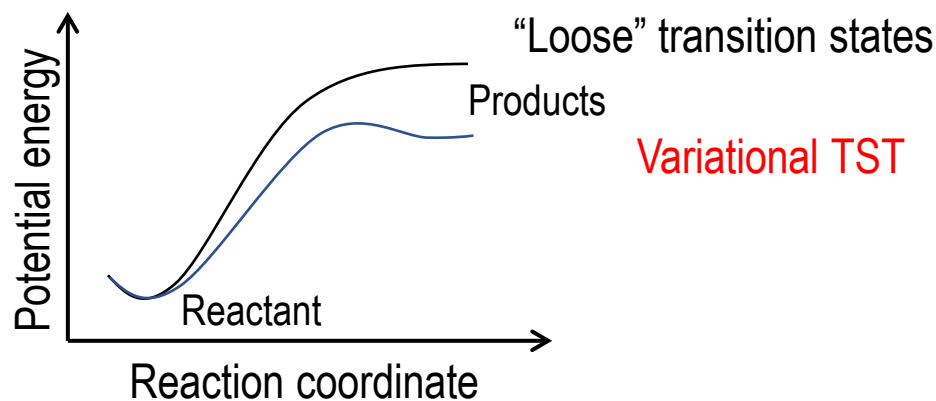 “Loose” transition states
Products
Variational TST
Potential energy
Reactant
Reaction coordinate